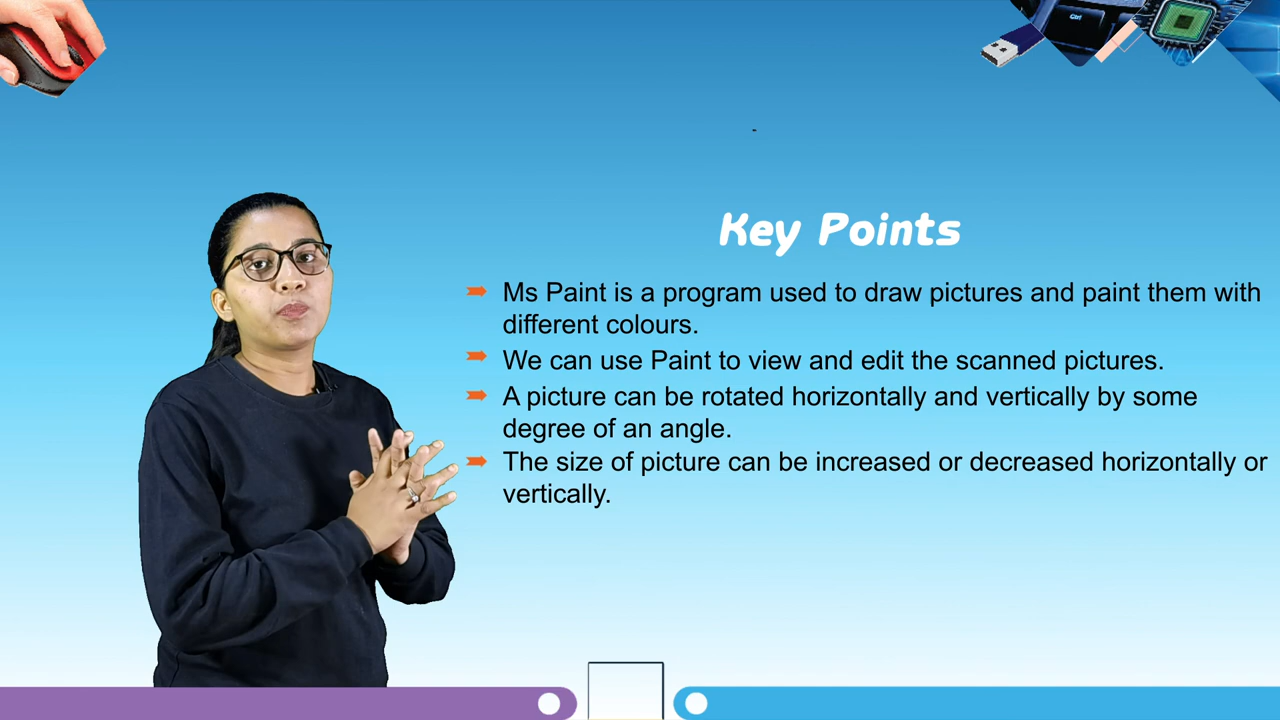 Ctrl
Key Points
Ms Paint is a program used to draw pictures and paint them with
different colours.
We can use Paint to view and edit the scanned pictures.
A picture can be rotated horizontally and vertically by some
degree of an angle.
The size of picture can be increased or decreased horizontally or
vertically.